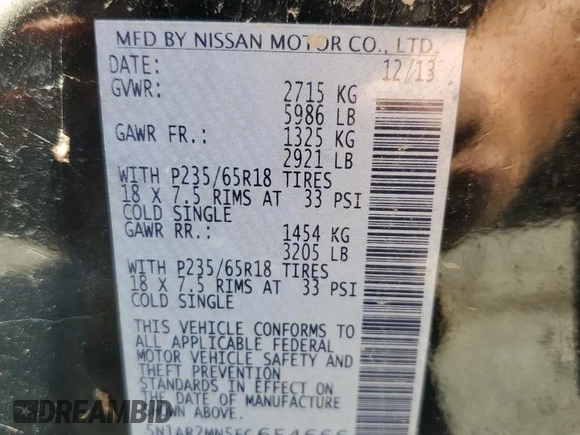 MFD BY NISSAN MOTOR CO., LTD.
DATE: 12/13
GVWR: 2715 KG
5986 LB
GAWR FR.: 1325 KG
2921 LB
WITH P235/65R18 TIRES
18 X 7.5 RIMS AT 33 PSI
COLD SINGLE
GAWR RR.: 1454 KG
3205 LB
WITH P235/65R18 TIRES
18 X 7.5 RIMS AT 33 PSI
COLD SINGLE
THIS VEHICLE CONFORMS TO
ALL APPLICABLE FEDERAL
MOTOR VEHICLE SAFETY AND
THEFT PREVENTION
STANDARDS IN EFFECT ON
THE DATE OF MANUFACTURE
ABOVE.
DREAMBID